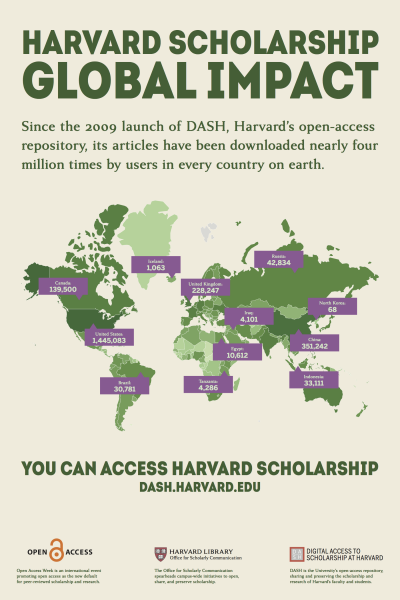 HARVARD SCHOLARSHIP
GLOBAL IMPACT
Since the 2009 launch of DASH, Harvard's open-access
repository, its articles have been downloaded nearly four
million times by users in every country on earth.
Iceland
1,063
Russia
42,834
Canada
139,500
United Kingdom
228,247
North Korea
68
Iraq
4,101
United States
1,445,083
China
351,242
Egypt
10,612
Brazil
30,781
Tanzania
4,286
Indonesia
33,111
YOU CAN ACCESS HARVARD SCHOLARSHIP
DASH.HARVARD.EDU
OPEN ACCESS
Open Access Week is an international event
promoting open access as the new default
for peer-reviewed scholarship and research.
HARVARD LIBRARY
Office for Scholarly Communication
The Office for Scholarly Communication
spearheads campus-wide initiatives to open,
share, and preserve scholarship.
DIGITAL ACCESS TO
SCHOLARSHIP AT HARVARD
DASH is the University's open-access repository,
sharing and preserving the scholarship and
research of Harvard's faculty and students.